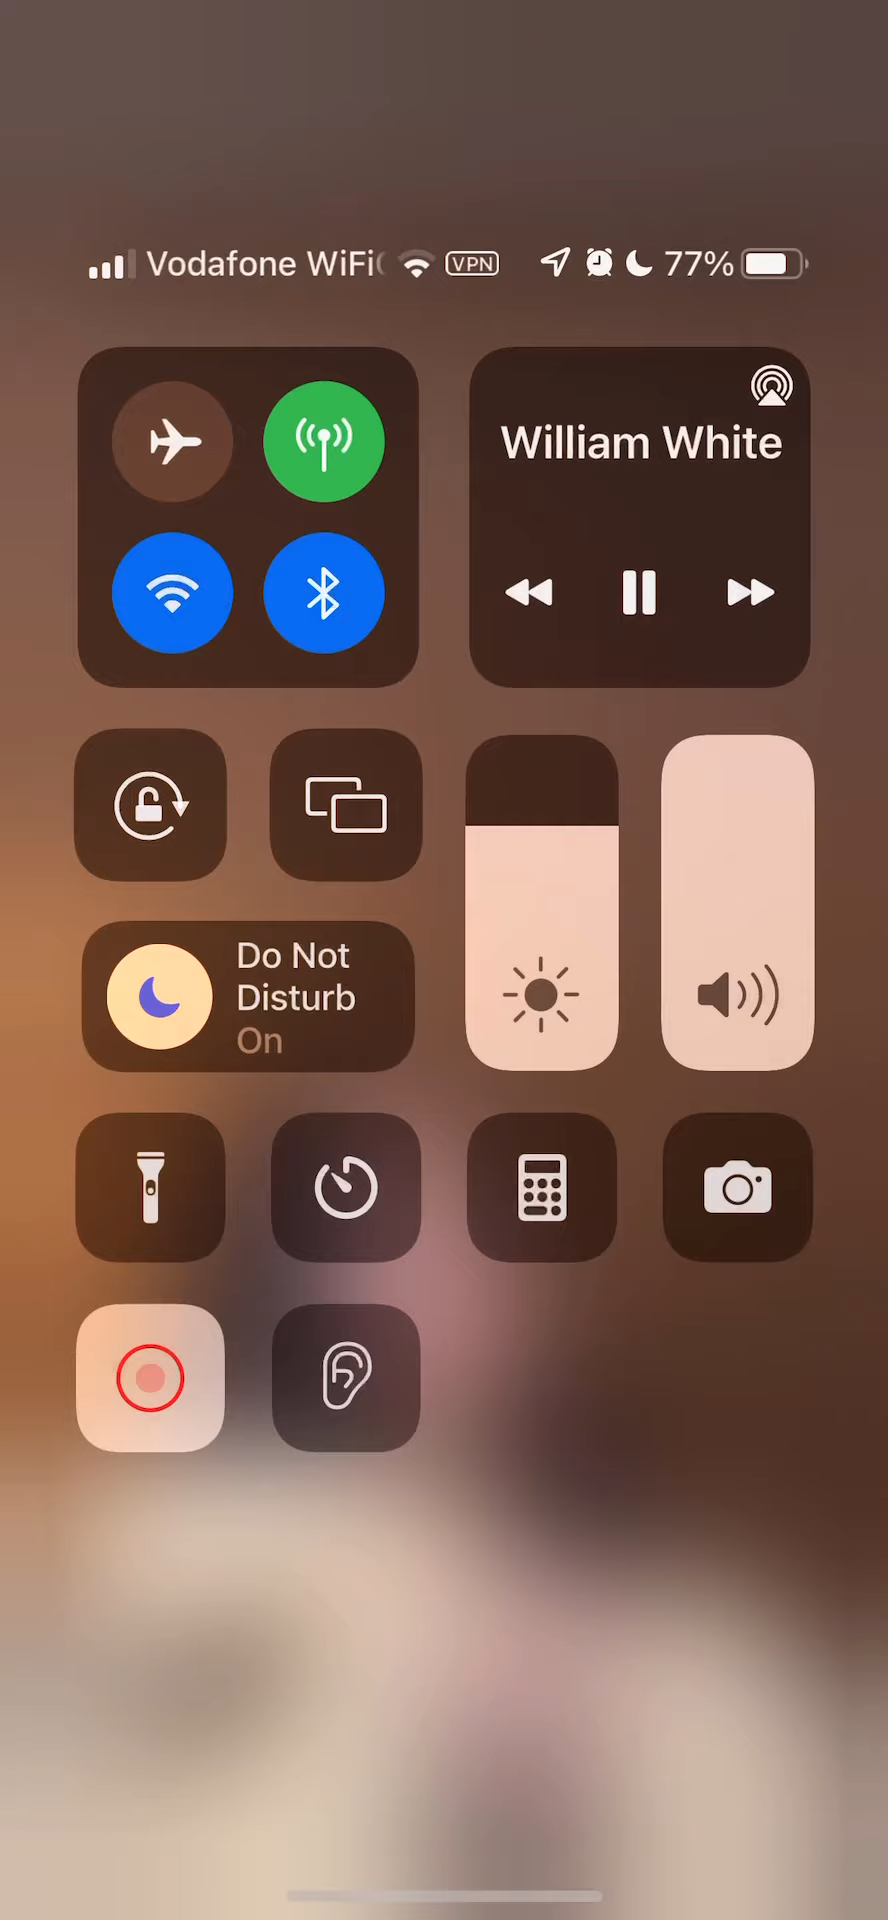 Vodafone WiFi
VPN
77%
William White
Do Not
Disturb
On